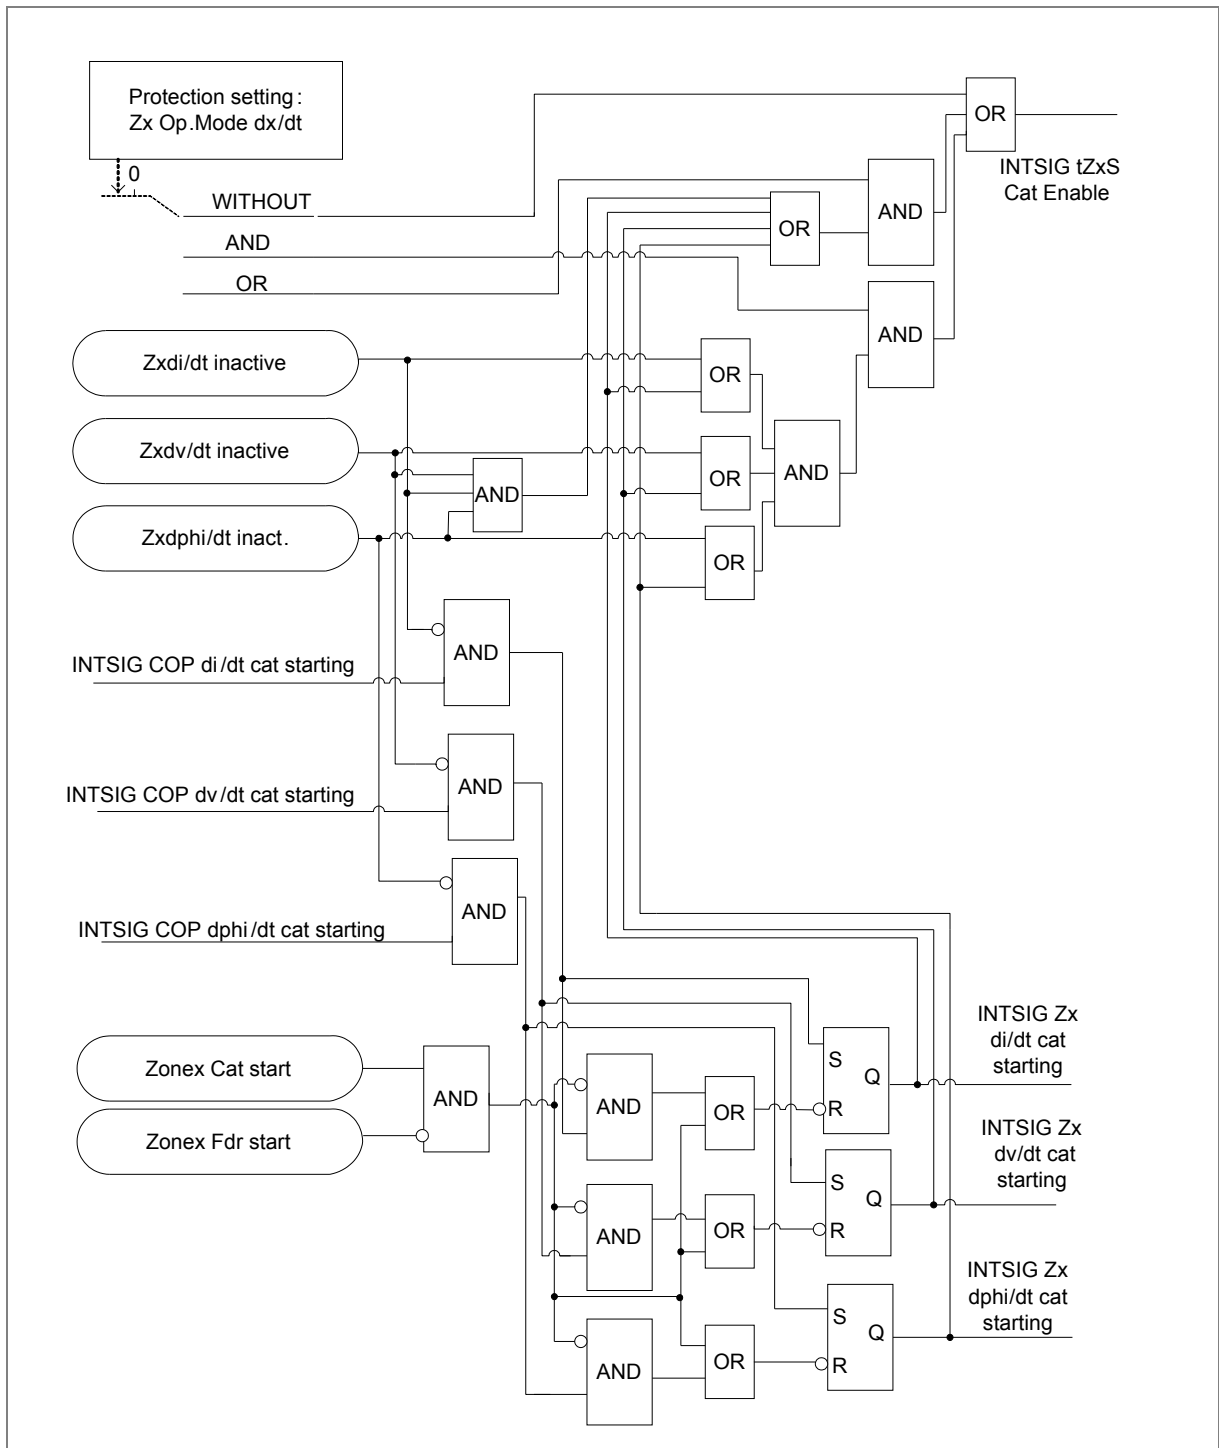 Protection setting:
Zx Op.Mode dx/dt
0
WITHOUT
AND
OR
OR
INTSIG tZxS
Cat Enable
AND
OR
AND
Zxdi/dt inactive
OR
Zxdv/dt inactive
AND
OR
AND
Zxdphi/dt inact.
OR
AND
INTSIG COP di/dt cat starting
AND
INTSIG COP dv/dt cat starting
AND
INTSIG COP dphi/dt cat starting
Zonex Cat start
Zonex Fdr start
AND
AND
OR
S
Q
R
INTSIG Zx
di/dt cat
starting
AND
OR
S
Q
R
INTSIG Zx
dv/dt cat
starting
AND
OR
S
Q
R
INTSIG Zx
dphi/dt cat
starting